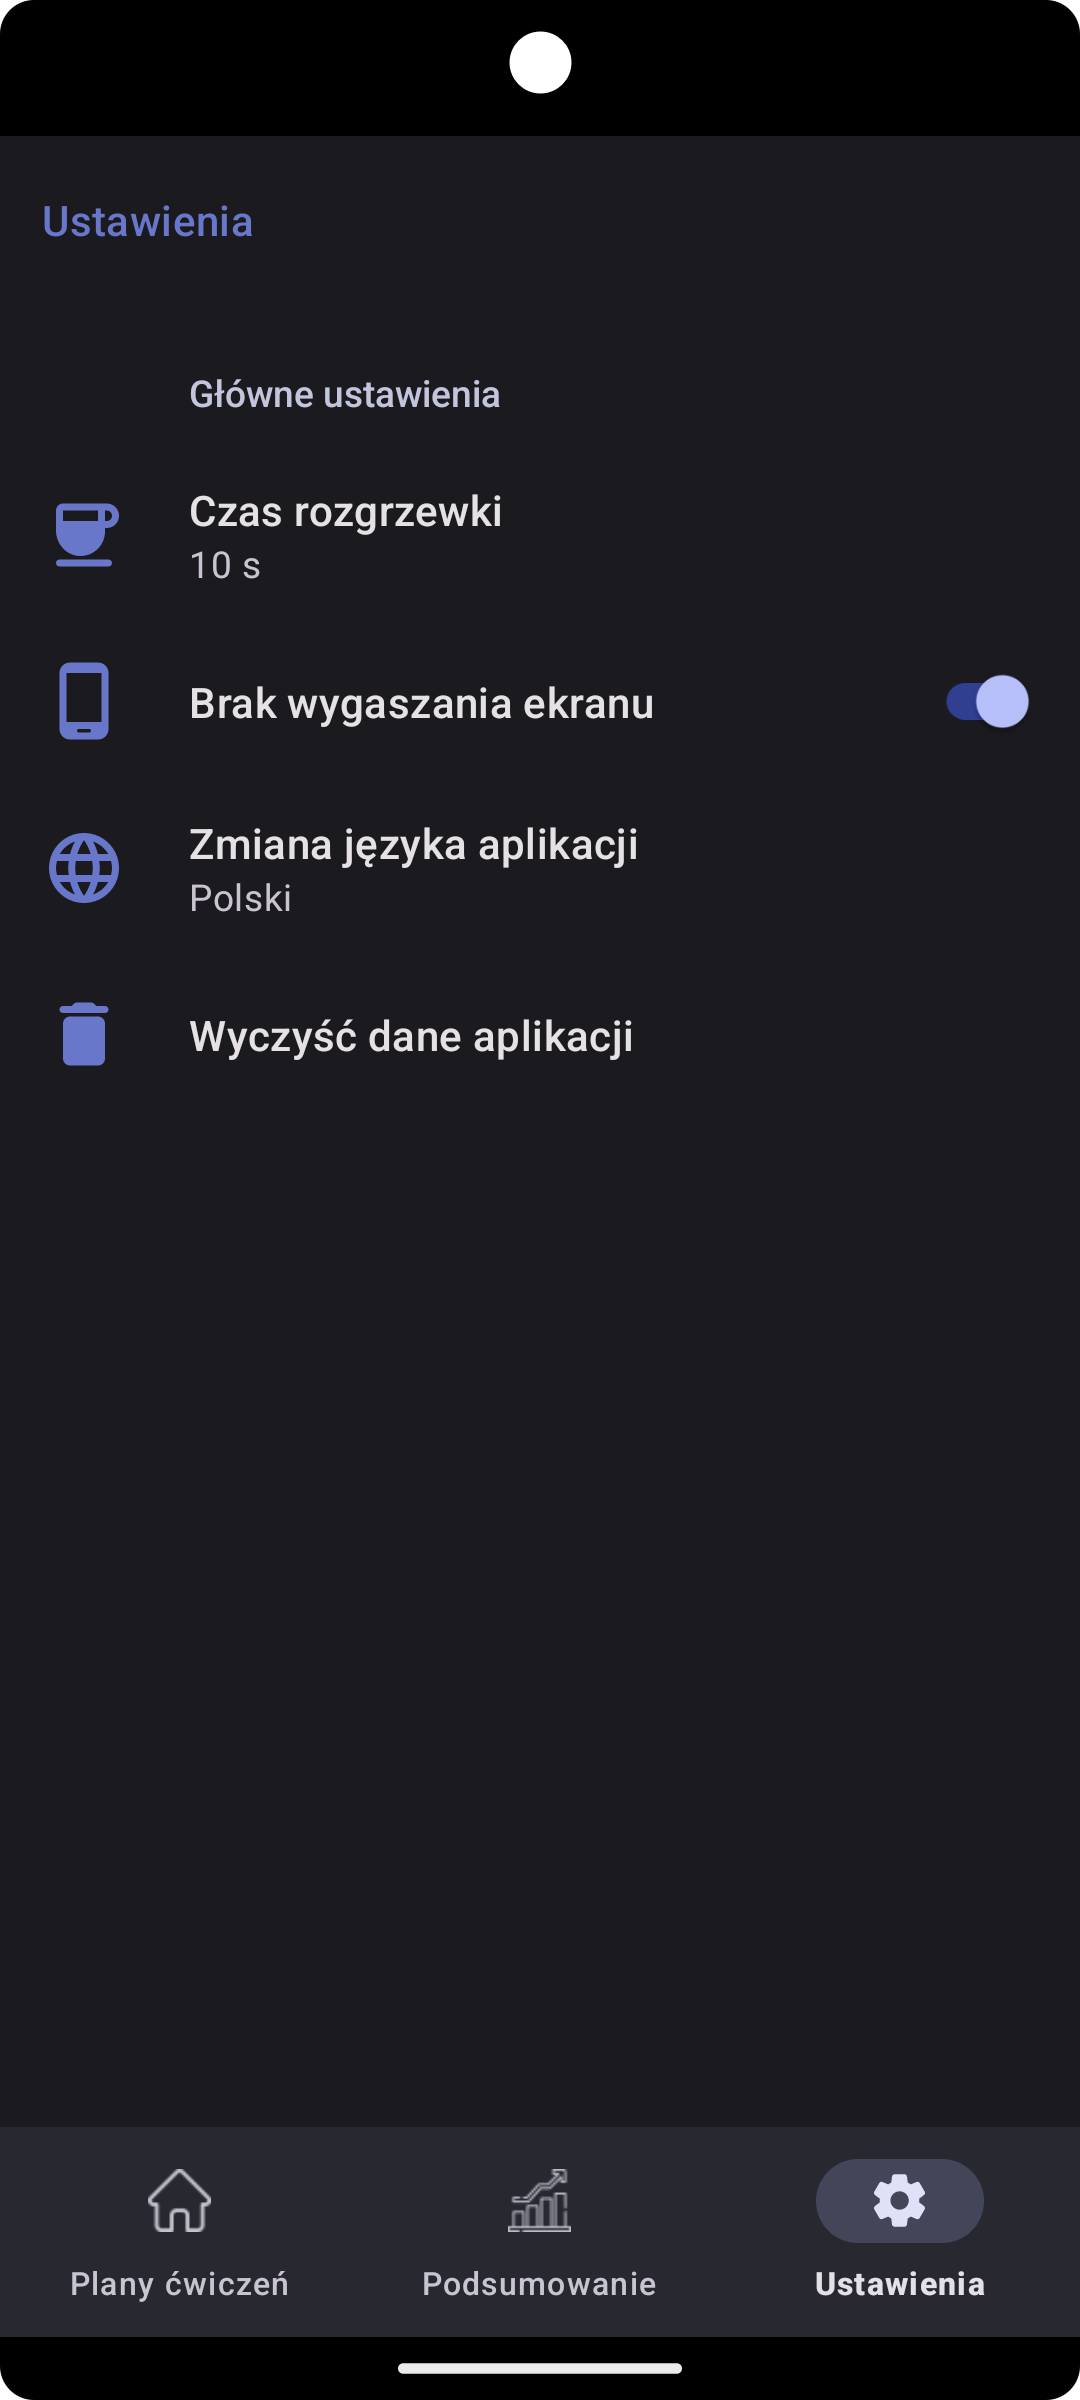 Ustawienia
Główne ustawienia
Czas rozgrzewki
10 s
Brak wygaszania ekranu
Zmiana języka aplikacji
Polski
Wyczyść dane aplikacji
Plany ćwiczeń
Podsumowanie
Ustawienia